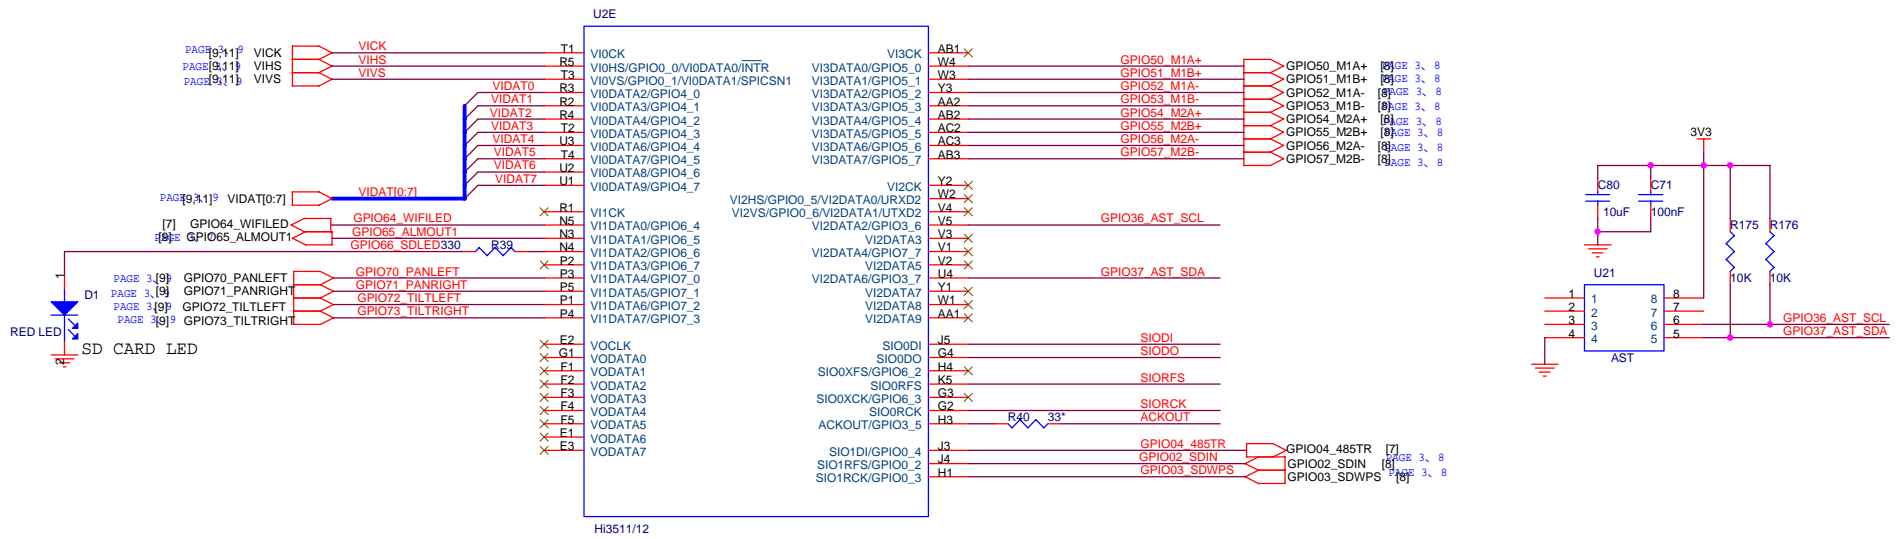 U2E
PAGE 3、9 [9,11] VICK VICK T1 VI0CK VI3CK AB1
[9,11] VIHS VIHS R5 VI0HS/GPIO0_0/VI0DATA0/INTR VI3DATA0/GPIO5_0 W4 GPIO50_M1A+ GPIO50_M1A+ [8] PAGE 3、8
PAGE 3、9 [9,11] VIVS VIVS T3 VI0VS/GPIO0_1/VI0DATA1/SPICSN1 VI3DATA1/GPIO5_1 W3 GPIO51_M1B+ GPIO51_M1B+ [8] PAGE 3、8
VIDAT0 R3 VI0DATA2/GPIO4_0 VI3DATA2/GPIO5_2 Y3 GPIO52_M1A- GPIO52_M1A- [8] PAGE 3、8
VIDAT1 R2 VI0DATA3/GPIO4_1 VI3DATA3/GPIO5_3 AA2 GPIO53_M1B- GPIO53_M1B- [8] PAGE 3、8
VIDAT2 R4 VI0DATA4/GPIO4_2 VI3DATA4/GPIO5_4 AB2 GPIO54_M2A+ GPIO54_M2A+ [8] PAGE 3、8
VIDAT3 T2 VI0DATA5/GPIO4_3 VI3DATA5/GPIO5_5 AC2 GPIO55_M2B+ GPIO55_M2B+ [8] PAGE 3、8
VIDAT4 U3 VI0DATA6/GPIO4_4 VI3DATA6/GPIO5_6 AC3 GPIO56_M2A- GPIO56_M2A- [8] PAGE 3、8
VIDAT5 T4 VI0DATA7/GPIO4_5 VI3DATA7/GPIO5_7 AB3 GPIO57_M2B- GPIO57_M2B- [8] PAGE 3、8
VIDAT6 U2 VI0DATA8/GPIO4_6
VIDAT7 U1 VI0DATA9/GPIO4_7 VI2CK Y2
PAGE 3、9 [9,11] VIDAT[0:7] VIDAT[0:7] VI2HS/GPIO0_5/VI2DATA0/URXD2 W2
R1 VI1CK VI2VS/GPIO0_6/VI2DATA1/UTXD2 V4
[7] GPIO64_WIFILED GPIO64_WIFILED N5 VI1DATA0/GPIO6_4 VI2DATA2/GPIO3_6 V5 GPIO36_AST_SCL
[9] GPIO65_ALMOUT1 GPIO65_ALMOUT1 N3 VI1DATA1/GPIO6_5 VI2DATA3 V3
GPIO66_SDLED 330 R39 N4 VI1DATA2/GPIO6_6 VI2DATA4/GPIO7_7 V1
P2 VI1DATA3/GPIO6_7 VI2DATA5 V2
PAGE 3、9 [9] GPIO70_PANLEFT GPIO70_PANLEFT P3 VI1DATA4/GPIO7_0 VI2DATA6/GPIO3_7 U4 GPIO37_AST_SDA
PAGE 3、9 [9] GPIO71_PANRIGHT GPIO71_PANRIGHT P5 VI1DATA5/GPIO7_1 VI2DATA7 Y1
PAGE 3、9 [9] GPIO72_TILTLEFT GPIO72_TILTLEFT P1 VI1DATA6/GPIO7_2 VI2DATA8 W1
PAGE 3、9 [9] GPIO73_TILTRIGHT GPIO73_TILTRIGHT P4 VI1DATA7/GPIO7_3 VI2DATA9 AA1
1 D1
RED LED
2 SD CARD LED
E2 VOCLK SIO0DI J5 SIODI
G1 VODATA0 SIO0DO G4 SIODO
F1 VODATA1 SIO0XFS/GPIO6_2 H4
F2 VODATA2 SIO0RFS K5 SIORFS
F3 VODATA3 SIO0XCK/GPIO6_3 G3
F4 VODATA4 SIO0RCK G2 SIORCK
F5 VODATA5 ACKOUT/GPIO3_5 H3 R40 33* ACKOUT
E1 VODATA6
E3 VODATA7 SIO1DI/GPIO0_4 J3 GPIO04_485TR GPIO04_485TR [7]
SIO1RFS/GPIO0_2 J4 GPIO02_SDIN GPIO02_SDIN [8] PAGE 3、8
SIO1RCK/GPIO0_3 H1 GPIO03_SDWPS GPIO03_SDWPS [8] PAGE 3、8
Hi3511/12
3V3
C80 C71
10uF 100nF
R175 R176
10K 10K
U21
1 1 8 8
2 2 7 7
3 3 6 6 GPIO36_AST_SCL
4 4 5 5 GPIO37_AST_SDA
AST